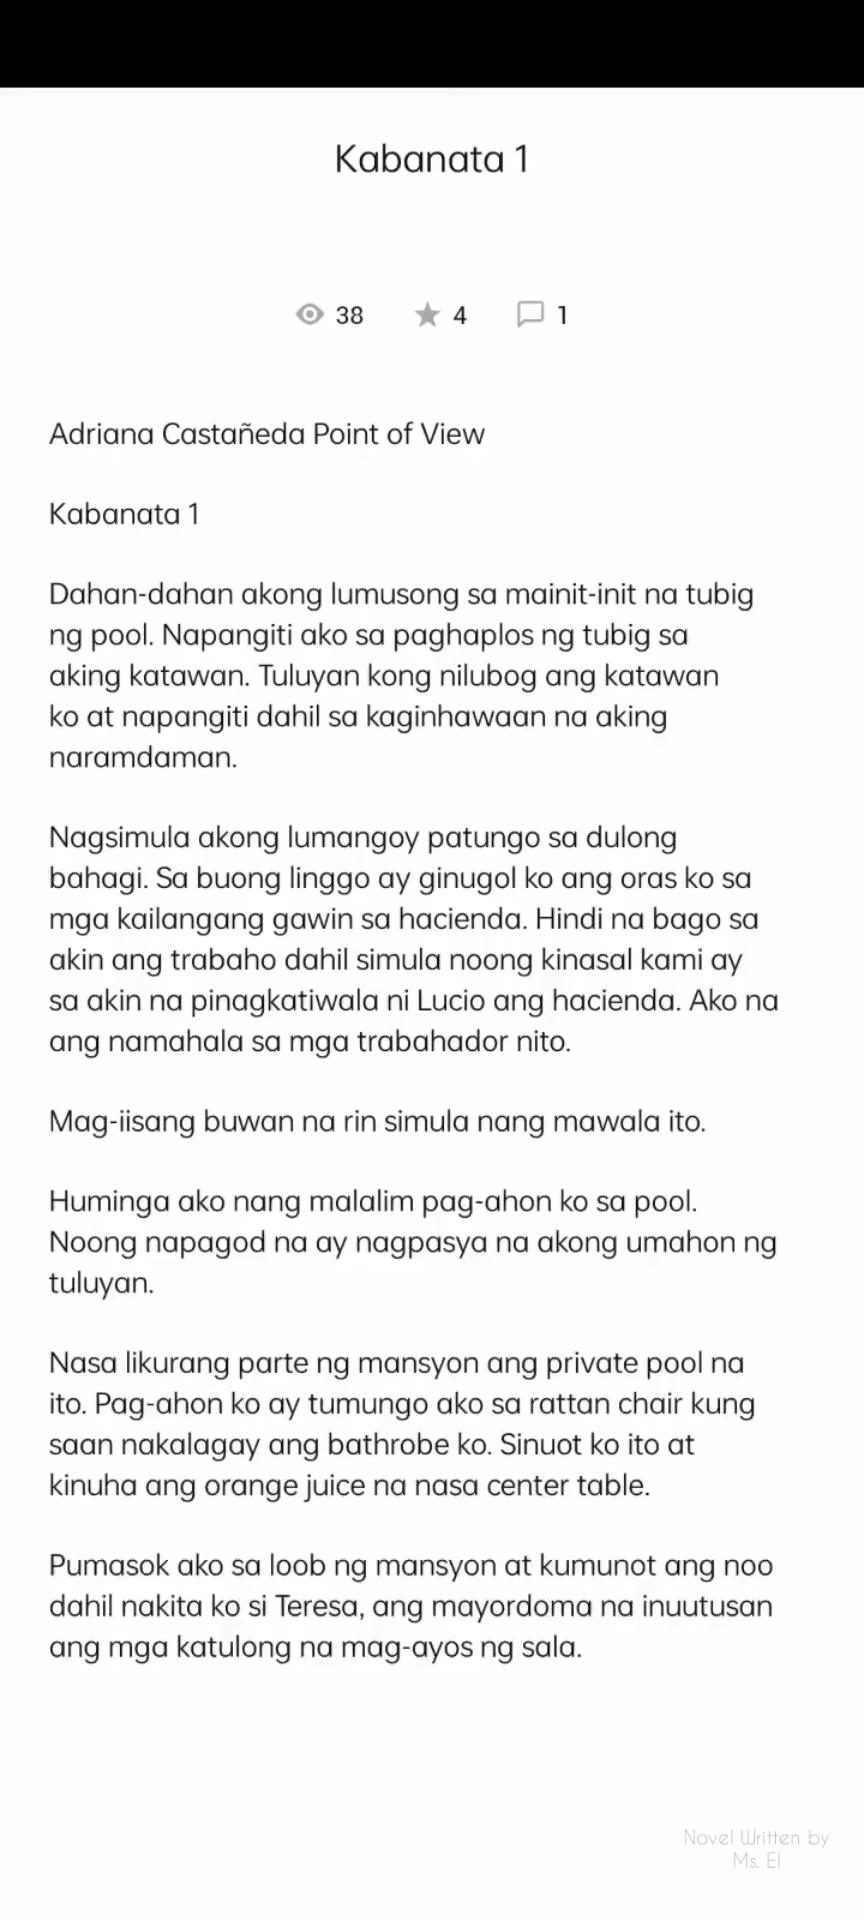 Kabanata 1
38 4 1
Adriana Castañeda Point of View
Kabanata 1
Dahan-dahan akong lumusong sa mainit-init na tubig
ng pool. Napangiti ako sa paghaplos ng tubig sa
aking katawan. Tuluyan kong nilubog ang katawan
ko at napangiti dahil sa kaginhawaan na aking
naramdaman.
Nagsimula akong lumangoy patungo sa dulong
bahagi. Sa buong linggo ay ginugol ko ang oras ko sa
mga kailangang gawin sa hacienda. Hindi na bago sa
akin ang trabaho dahil simula noong kinasal kami ay
sa akin na pinagkatiwala ni Lucio ang hacienda. Ako na
ang namahala sa mga trabahador nito.
Mag-iisang buwan na rin simula nang mawala ito.
Huminga ako nang malalim pag-ahon ko sa pool.
Noong napagod na ay nagpasya na akong umahon ng
tuluyan.
Nasa likurang parte ng mansyon ang private pool na
ito. Pag-ahon ko ay tumungo ako sa rattan chair kung
saan nakalagay ang bathrobe ko. Sinuot ko ito at
kinuha ang orange juice na nasa center table.
Pumasok ako sa loob ng mansyon at kumunot ang noo
dahil nakita ko si Teresa, ang mayordoma na inuutusan
ang mga katulong na mag-ayos ng sala.
Novel Written by
Ms. El